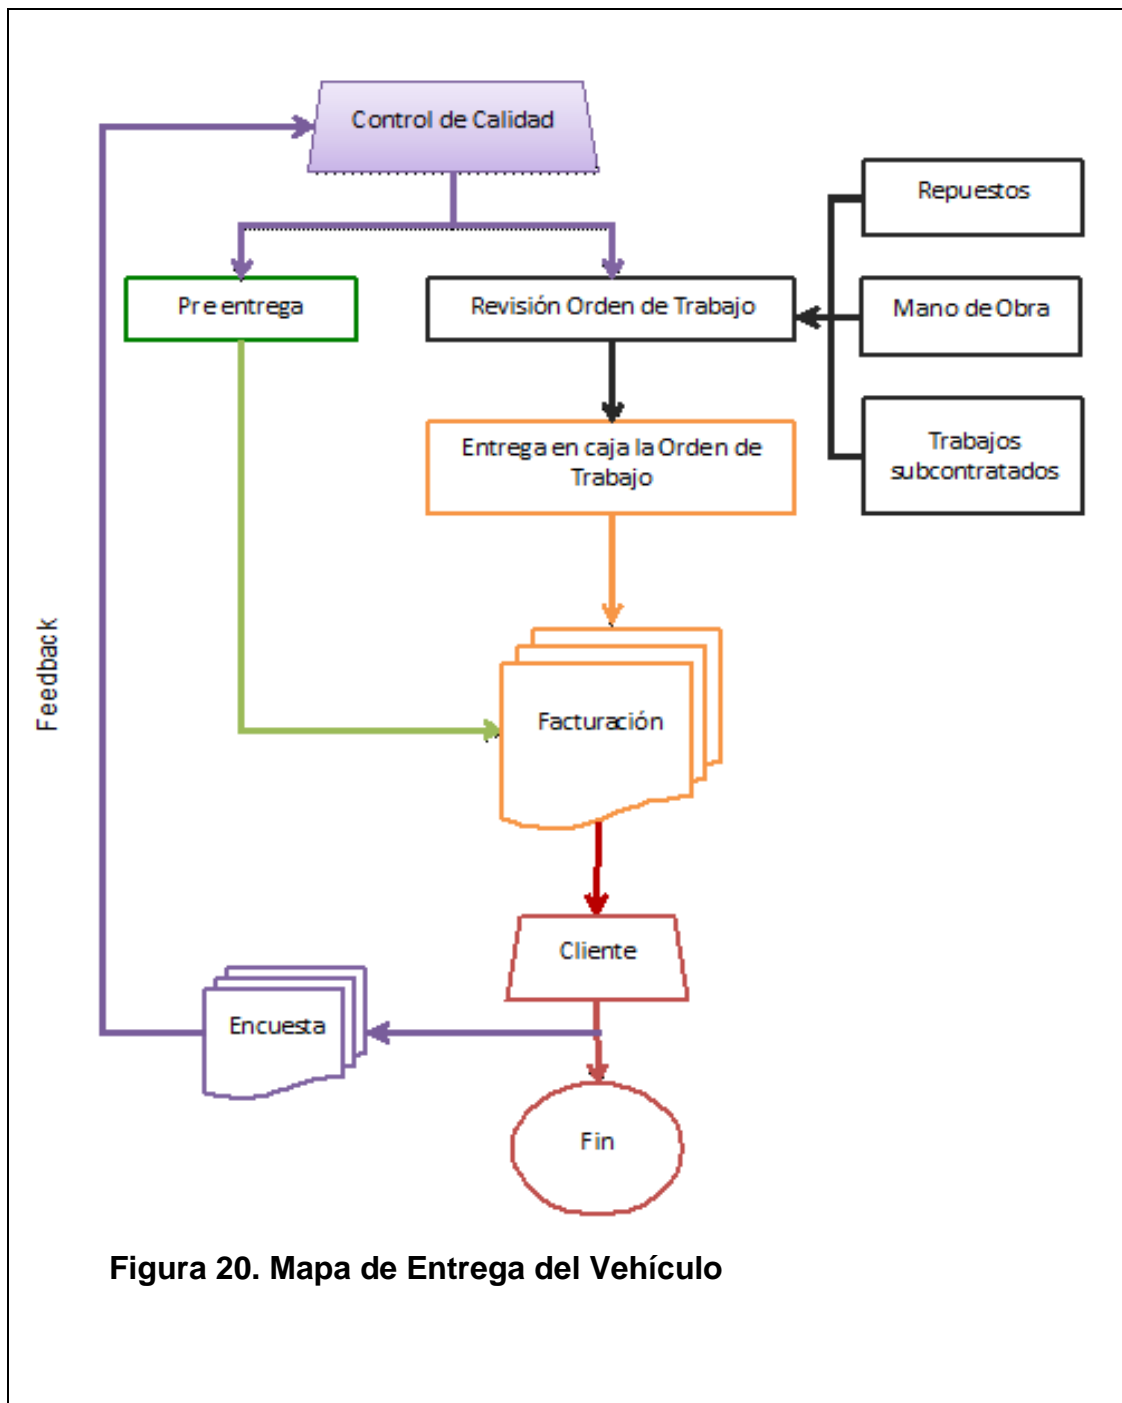 Control de Calidad
Repuestos
Pre entrega
Revisión Orden de Trabajo
Mano de Obra
Entrega en caja la Orden de
Trabajo
Trabajos
subcontratados
Feedback
Facturación
Cliente
Encuesta
Fin
Figura 20. Mapa de Entrega del Vehículo